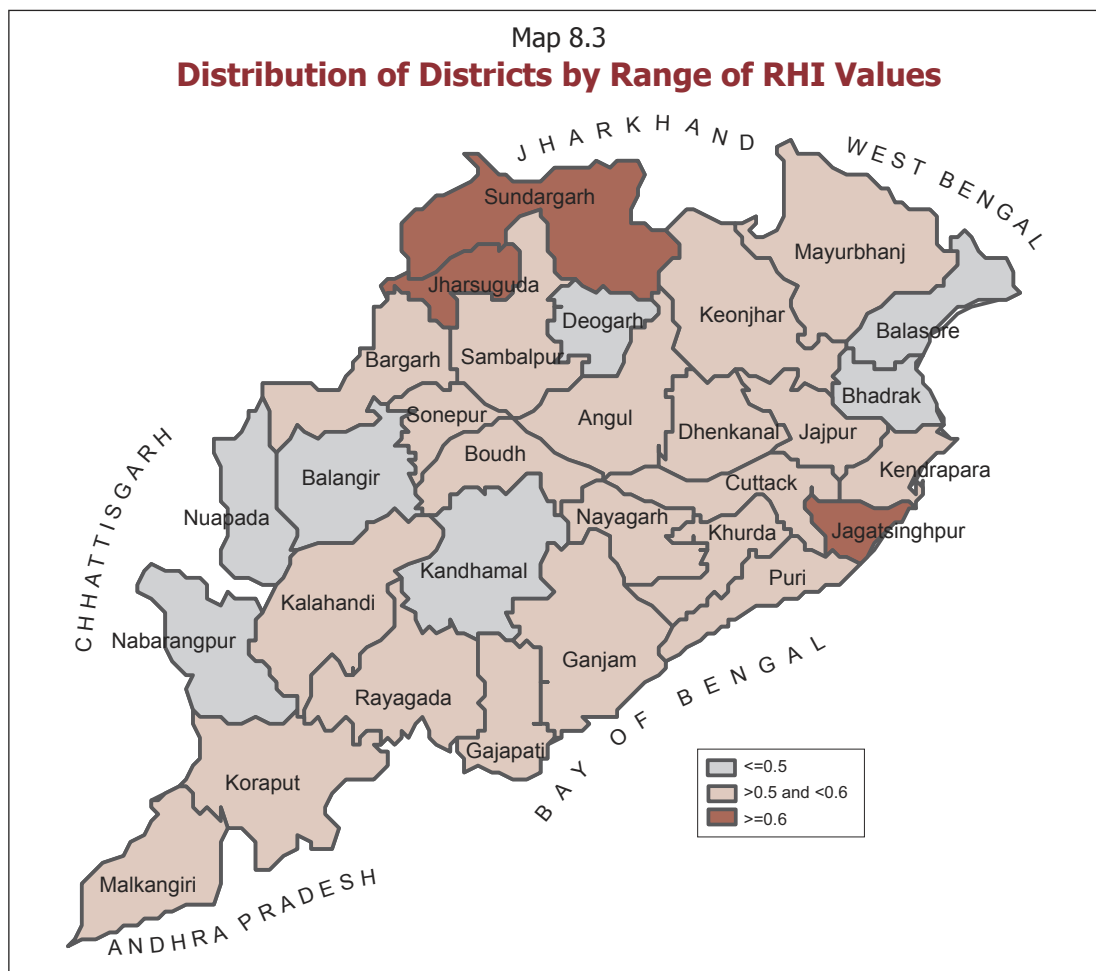 Map 8.3
Distribution of Districts by Range of RHI Values
JHARKHAND
WEST BENGAL
Sundargarh
Mayurbhanj
Jharsuguda
Deogarh
Keonjhar
Balasore
Bargarh
Sambalpur
Bhadrak
Sonepur
Angul
Dhenkanal
Jajpur
Boudh
Kendrapara
Balangir
Cuttack
CHHATTISGARH
Nuapada
Nayagarh
Khurda
Jagatsinghpur
Kandhamal
Puri
Kalahandi
Nabarangpur
Ganjam
Rayagada
BAY OF BENGAL
Gajapati
Koraput
<=0.5
>0.5 and <0.6
>=0.6
Malkangiri
ANDHRA PRADESH